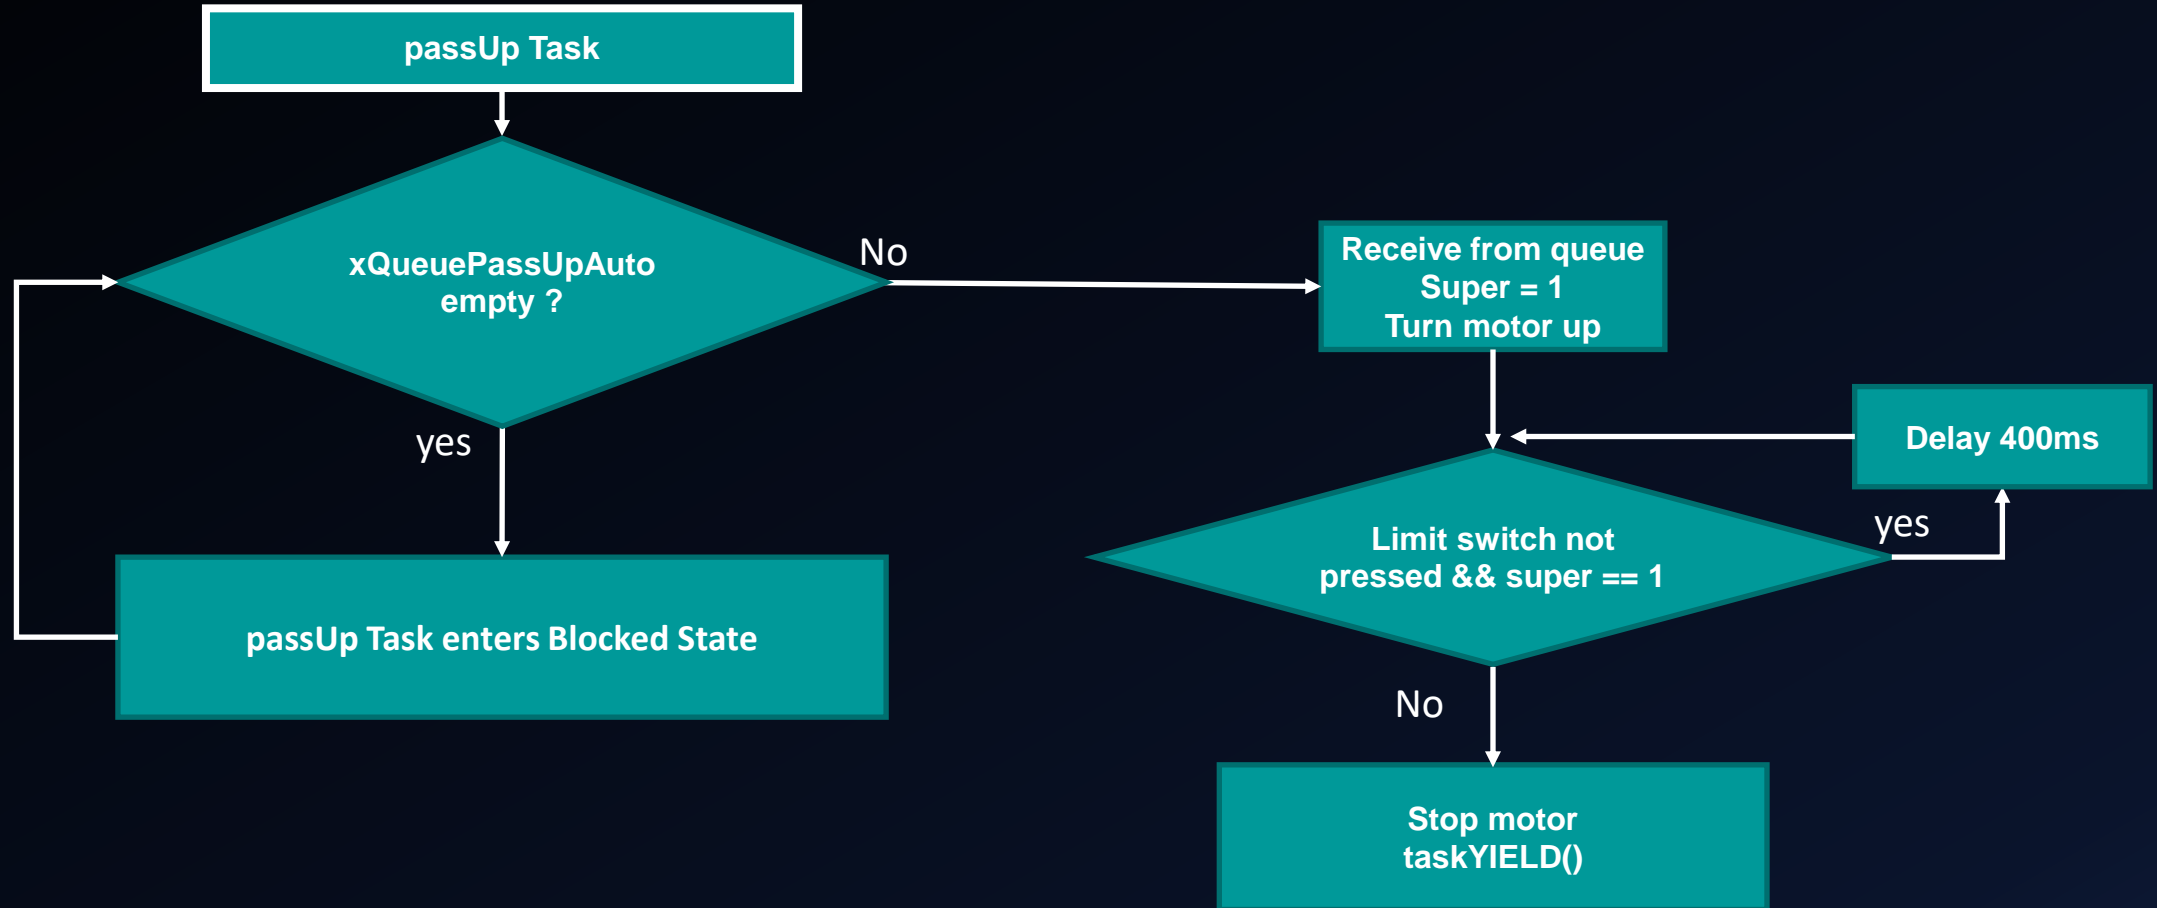 passUp Task
xQueuePassUpAuto
empty ?
No
Receive from queue
Super = 1
Turn motor up
yes
Delay 400ms
Limit switch not
pressed && super == 1
yes
passUp Task enters Blocked State
No
Stop motor
taskYIELD()